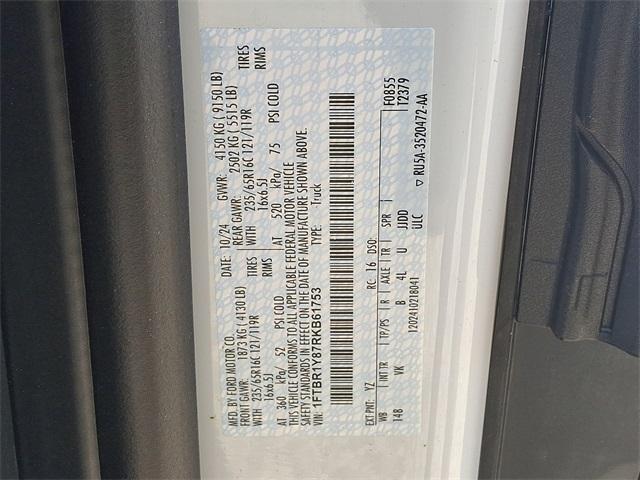 MFD. BY FORD MOTOR CO.
DATE: 10/24 GVWR: 4150 KG ( 9150 LB)
FRONT GAWR: 1873 KG ( 4130 LB) REAR GAWR: 2502 KG ( 5515 LB)
WITH 235/65R16C 121/119R TIRES WITH 235/65R16C 121/119R TIRES
16x6.5J RIMS 16x6.5J RIMS
AT 360 kPa/ 52 PSI COLD AT 520 kPa/ 75 PSI COLD
THIS VEHICLE CONFORMS TO ALL APPLICABLE FEDERAL MOTOR VEHICLE
SAFETY STANDARDS IN EFFECT ON THE DATE OF MANUFACTURE SHOWN ABOVE.
VIN: 1FTBR1Y87RKB61753 TYPE: Truck
EXT PNT: YZ RC: 16 DSO: F0855
T2379
WB INT TR TP/PS R AXLE TR SPR
148 VK B 4L U JJDD
1202410218041 ULC RU5A-3520472-AA